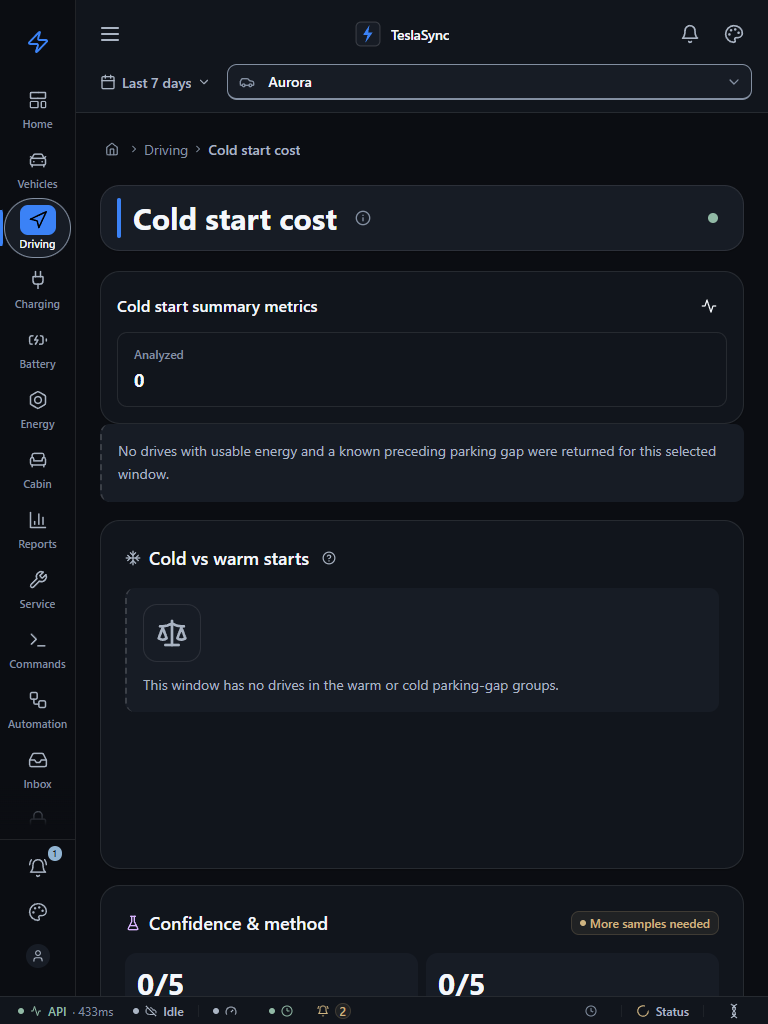 TeslaSync
Last 7 days
Aurora
Home
Vehicles
Driving
Charging
Battery
Energy
Cabin
Reports
Service
Commands
Automation
Inbox
1
Driving
Cold start cost
Cold start cost
Cold start summary metrics
Analyzed
0
No drives with usable energy and a known preceding parking gap were returned for this selected
window.
Cold vs warm starts
This window has no drives in the warm or cold parking-gap groups.
Confidence & method
More samples needed
0/5
0/5
API · 433ms
Idle
2
Status